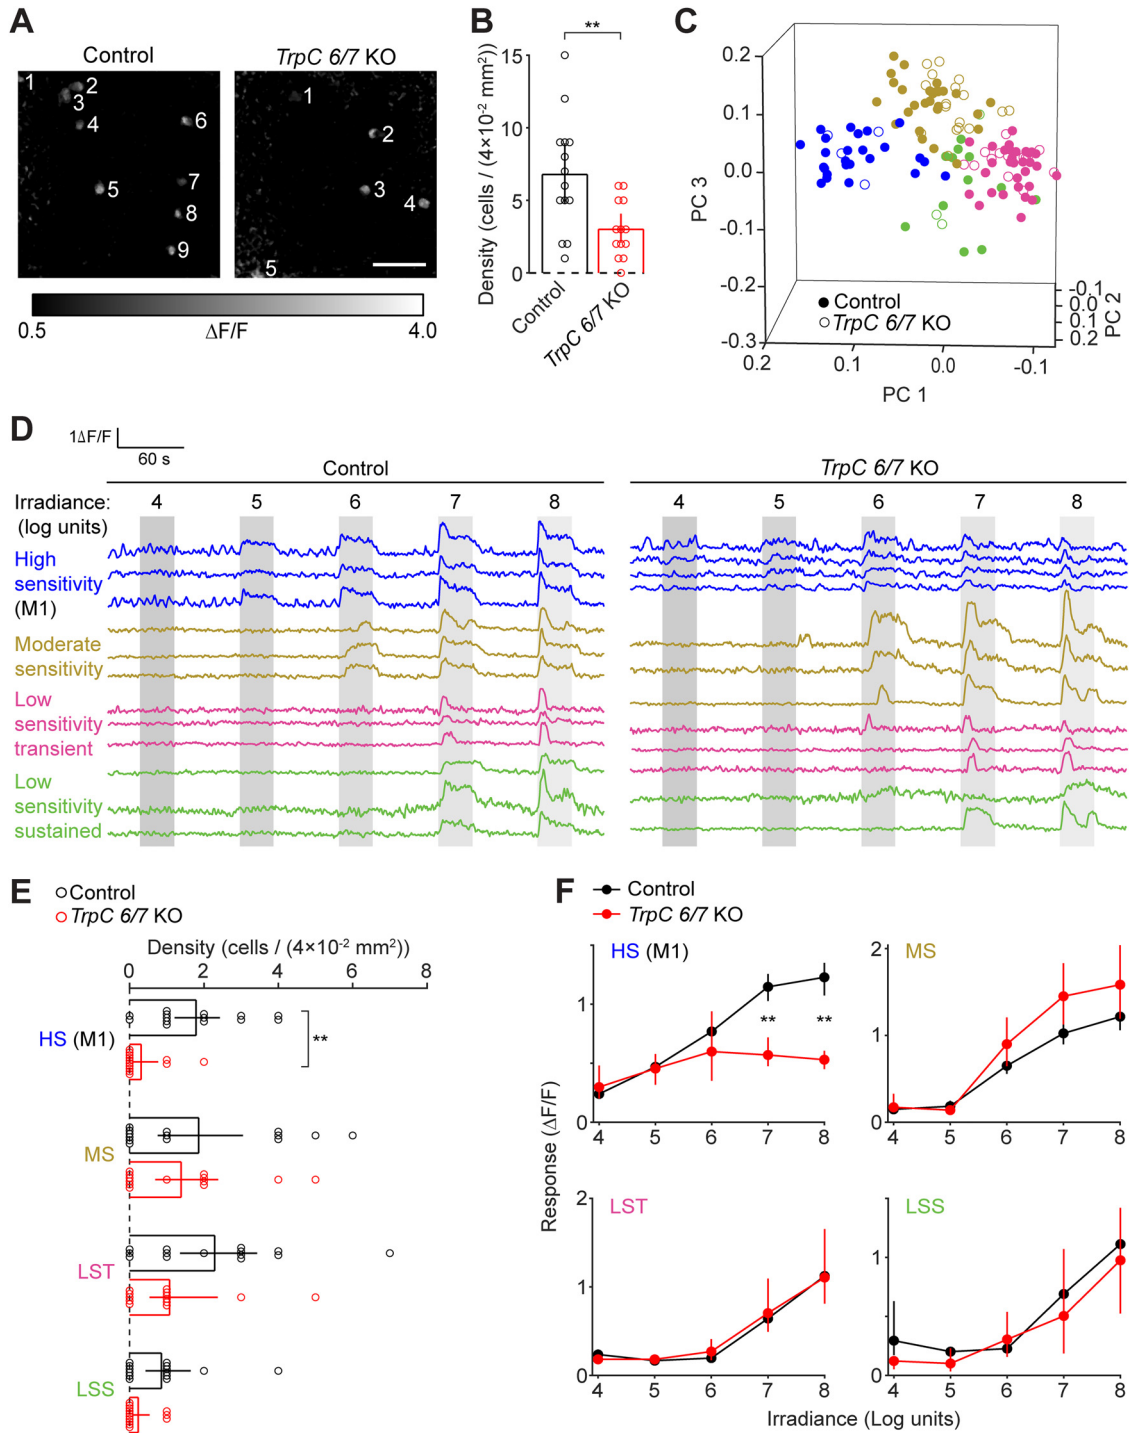 A
Control
TrpC 6/7 KO
1
2
3
4
5
6
7
8
9
1
2
3
4
5
0.5
ΔF/F
4.0
B
**
Density (cells / (4×10-2 mm2))
15
10
5
0
Control
TrpC 6/7 KO
C
PC 3
0.2
0.1
0.0
-0.1
-0.2
-0.3
Control
TrpC 6/7 KO
-0.1
0.0
0.1
0.2
PC 2
0.2
0.1
0.0
-0.1
PC 1
D
1ΔF/F
60 s
Control
TrpC 6/7 KO
Irradiance:
(log units)
4 5 6 7 8
4 5 6 7 8
High
sensitivity
(M1)
Moderate
sensitivity
Low
sensitivity
transient
Low
sensitivity
sustained
E
Control
TrpC 6/7 KO
Density (cells / (4×10-2 mm2))
0 2 4 6 8
HS (M1)
**
MS
LST
LSS
F
Control
TrpC 6/7 KO
Response (ΔF/F)
HS (M1)
1
0
** **
4 5 6 7 8
MS
2
1
0
4 5 6 7 8
LST
2
1
0
4 5 6 7 8
LSS
1
0
4 5 6 7 8
Irradiance (Log units)